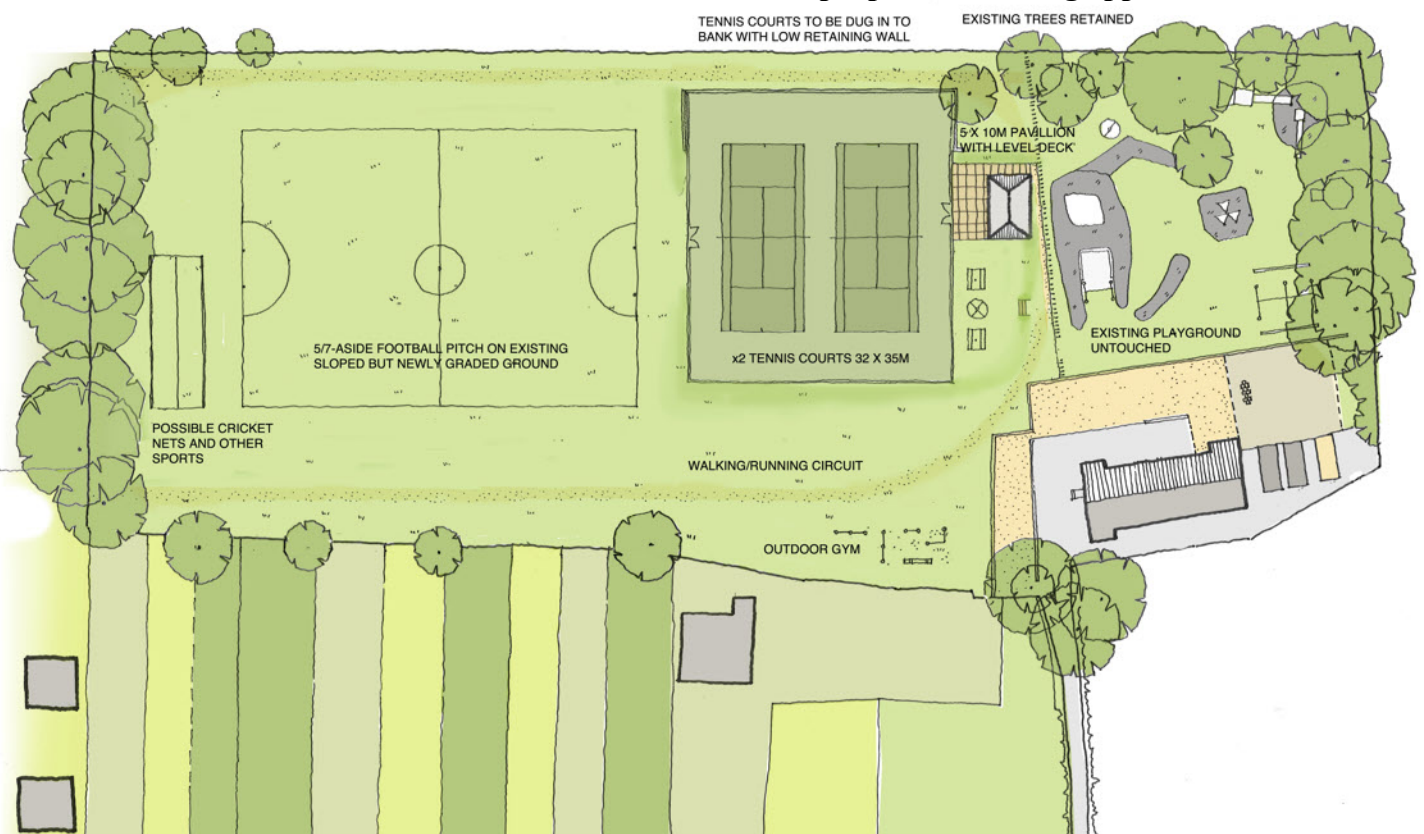 TENNIS COURTS TO BE DUG IN TO
BANK WITH LOW RETAINING WALL
EXISTING TREES RETAINED
5 X 10M PAVILLION
WITH LEVEL DECK
EXISTING PLAYGROUND
UNTOUCHED
5/7-ASIDE FOOTBALL PITCH ON EXISTING
SLOPED BUT NEWLY GRADED GROUND
x2 TENNIS COURTS 32 X 35M
POSSIBLE CRICKET
NETS AND OTHER
SPORTS
WALKING/RUNNING CIRCUIT
OUTDOOR GYM